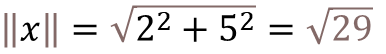 ‖x‖ = √(2² + 5²) = √29